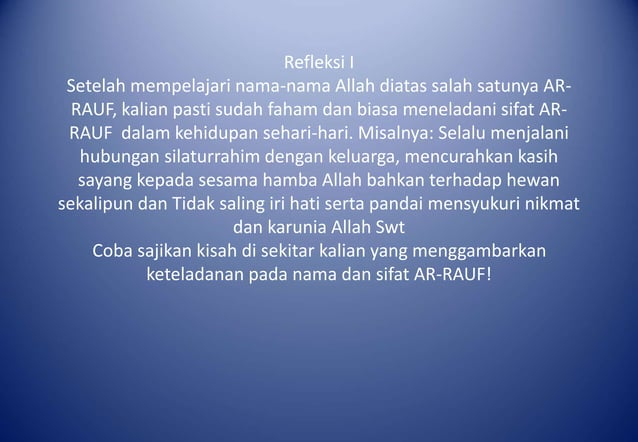 Refleksi I
Setelah mempelajari nama-nama Allah diatas salah satunya AR-
RAUF, kalian pasti sudah faham dan biasa meneladani sifat AR-
RAUF  dalam kehidupan sehari-hari. Misalnya: Selalu menjalani
hubungan silaturrahim dengan keluarga, mencurahkan kasih
sayang kepada sesama hamba Allah bahkan terhadap hewan
sekalipun dan Tidak saling iri hati serta pandai mensyukuri nikmat
dan karunia Allah Swt
Coba sajikan kisah di sekitar kalian yang menggambarkan
keteladanan pada nama dan sifat AR-RAUF!